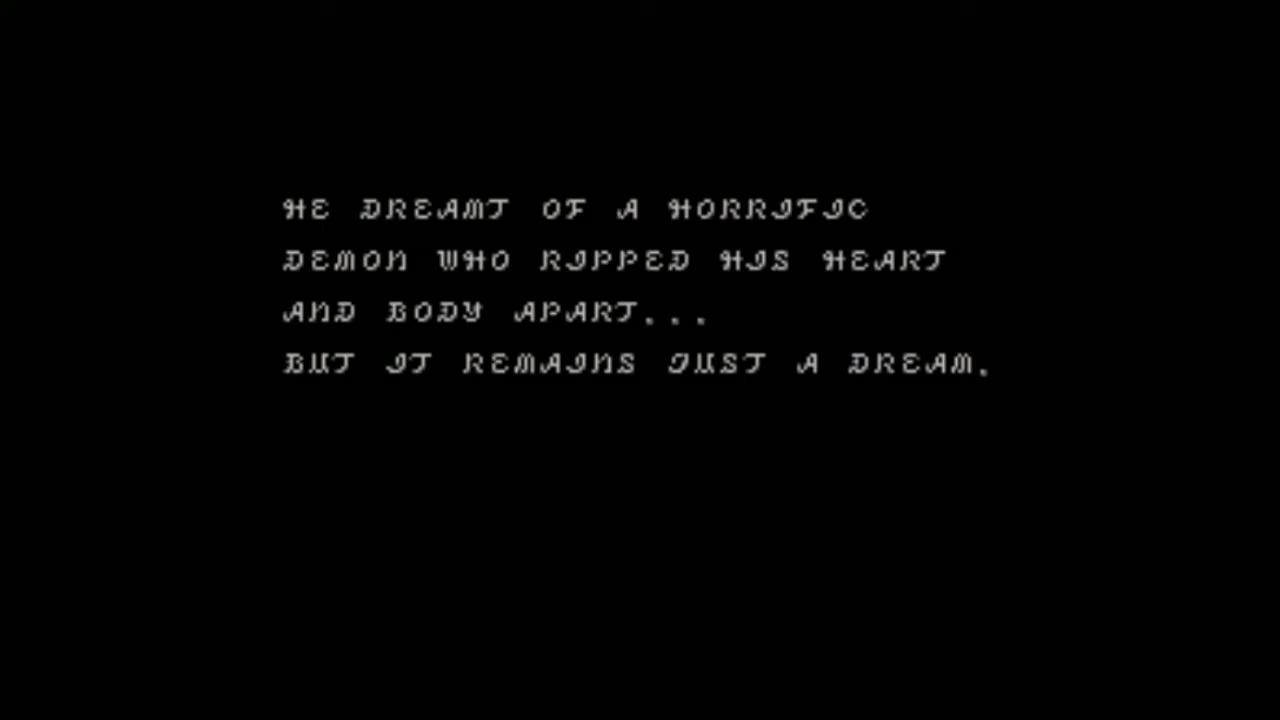 HE DREAMT OF A HORRIFIC
DEMON WHO RIPPED HIS HEART
AND BODY APART...
BUT IT REMAINS JUST A DREAM.